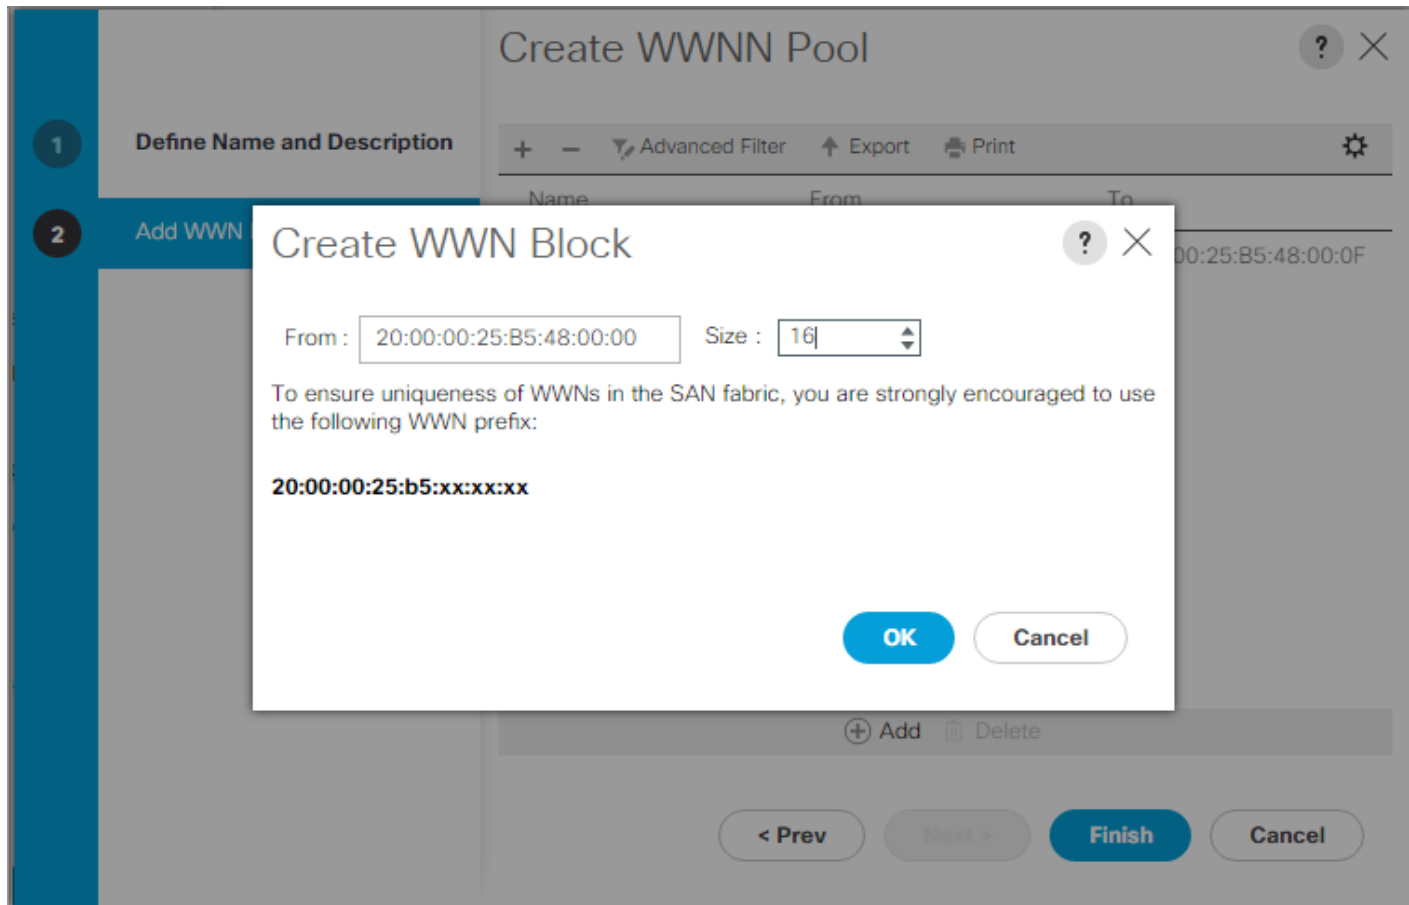 Create WWNN Pool
?
1
Define Name and Description
+ − Advanced Filter Export Print
Name From To
2
Add WWN
00:25:B5:48:00:0F
Create WWN Block
?
From : 20:00:00:25:B5:48:00:00 Size : 16
To ensure uniqueness of WWNs in the SAN fabric, you are strongly encouraged to use
the following WWN prefix:
20:00:00:25:b5:xx:xx:xx
OK Cancel
Add Delete
< Prev Next > Finish Cancel